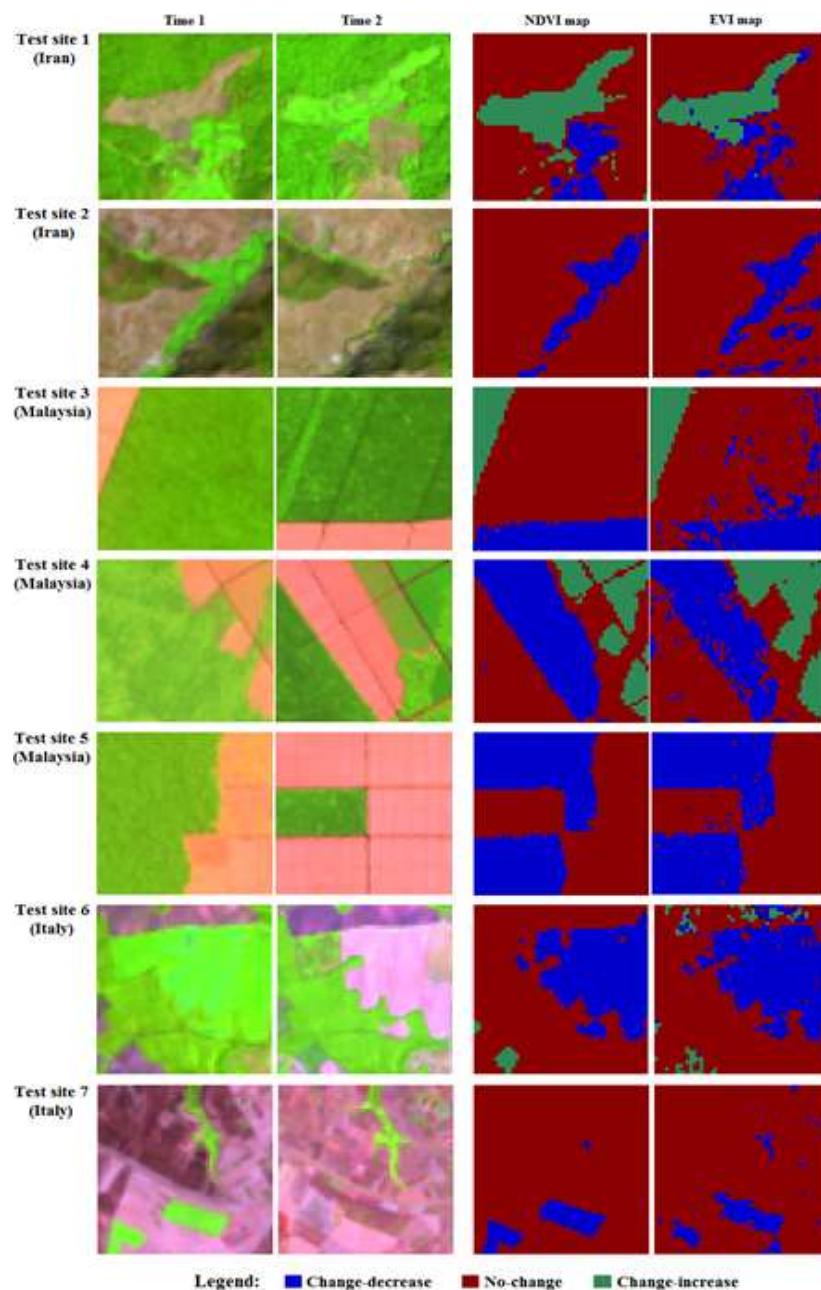 Time 1 Time 2 NDVI map EVI map
Test site 1
(Iran)
Test site 2
(Iran)
Test site 3
(Malaysia)
Test site 4
(Malaysia)
Test site 5
(Malaysia)
Test site 6
(Italy)
Test site 7
(Italy)
Legend: Change-decrease No-change Change-increase